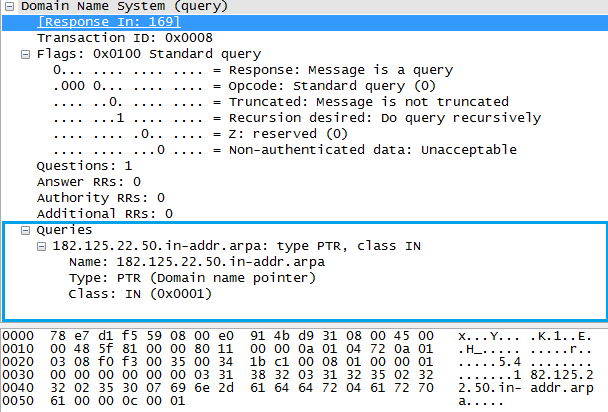 Domain Name System (query)
[Response In: 169]
Transaction ID: 0x0008
Flags: 0x0100 Standard query
0... .... .... .... = Response: Message is a query
.000 0... .... .... = Opcode: Standard query (0)
.... ..0. .... .... = Truncated: Message is not truncated
.... ...1 .... .... = Recursion desired: Do query recursively
.... .... .0.. .... = Z: reserved (0)
.... .... ...0 .... = Non-authenticated data: Unacceptable
Questions: 1
Answer RRs: 0
Authority RRs: 0
Additional RRs: 0
Queries
182.125.22.50.in-addr.arpa: type PTR, class IN
Name: 182.125.22.50.in-addr.arpa
Type: PTR (Domain name pointer)
Class: IN (0x0001)
0000 78 e7 d1 f5 59 08 00 e0 91 4b d9 31 08 00 45 00 x...Y... .K.1..E.
0010 00 48 5f 81 00 00 80 11 00 00 0a 01 04 72 0a 01 .H_..... .....r..
0020 03 08 f0 f3 00 35 00 34 1b c1 00 08 01 00 00 01 .....5.4 ........
0030 00 00 00 00 00 00 03 31 38 32 03 31 32 35 02 32 .......1 82.125.2
0040 32 02 35 30 07 69 6e 2d 61 64 64 72 04 61 72 70 2.50.in- addr.arp
0050 61 00 00 0c 00 01 a.....